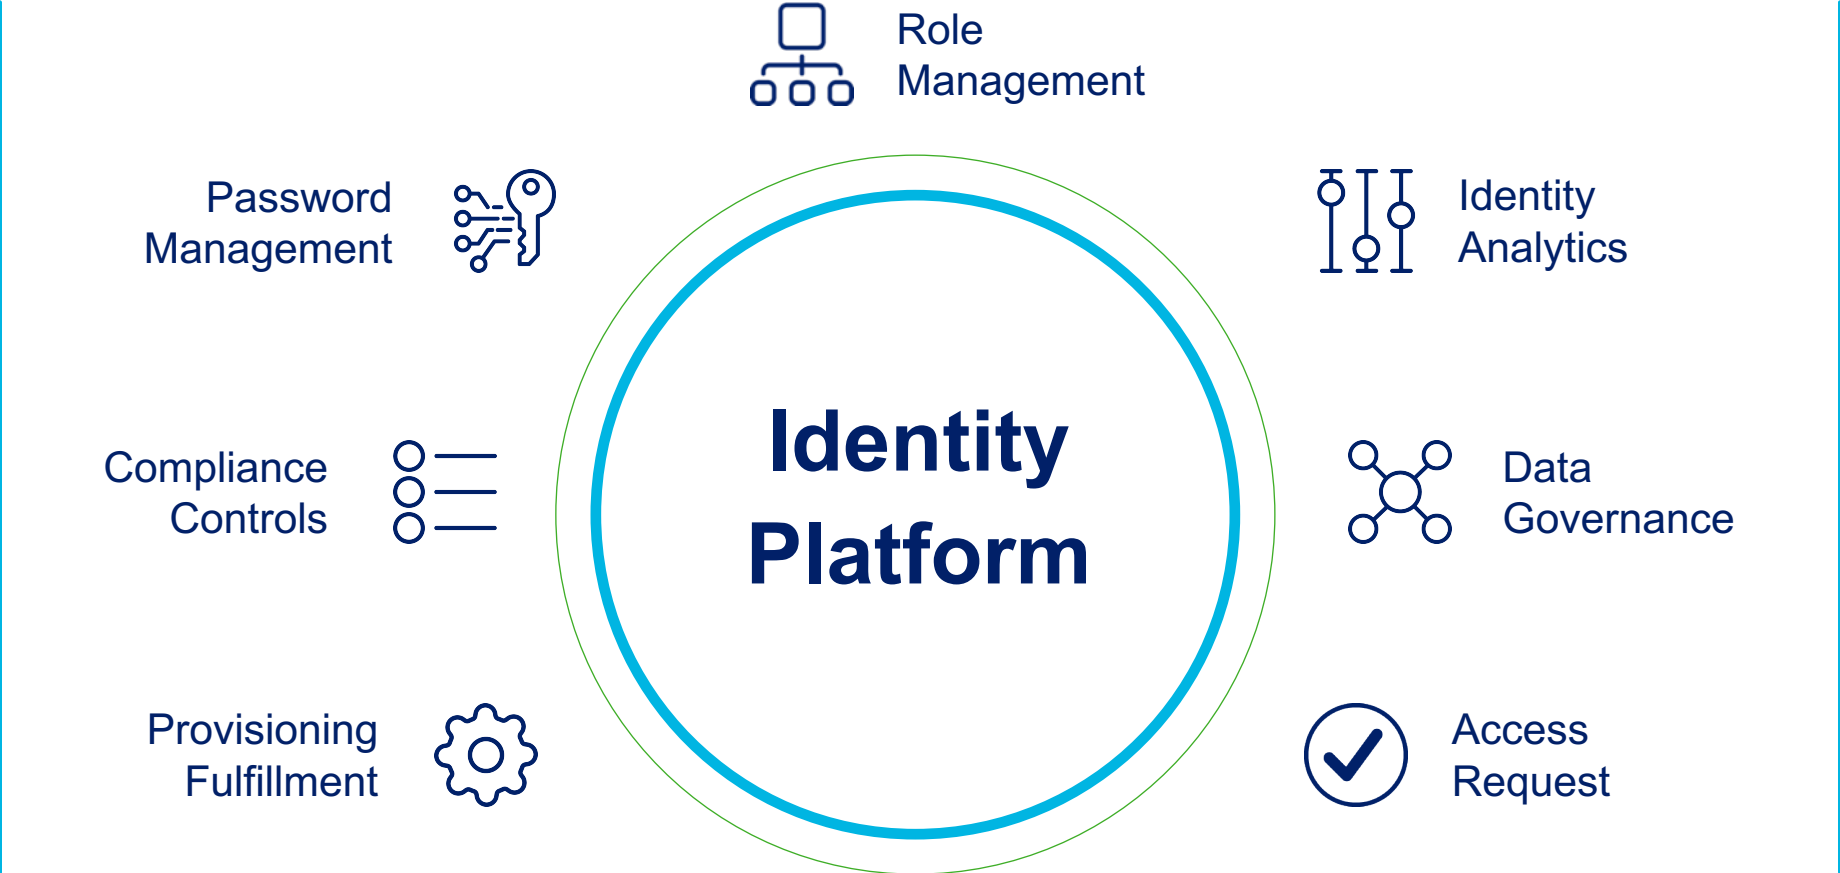 Role
Management
Password
Management
Identity
Analytics
Identity
Platform
Compliance
Controls
Data
Governance
Provisioning
Fulfillment
Access
Request